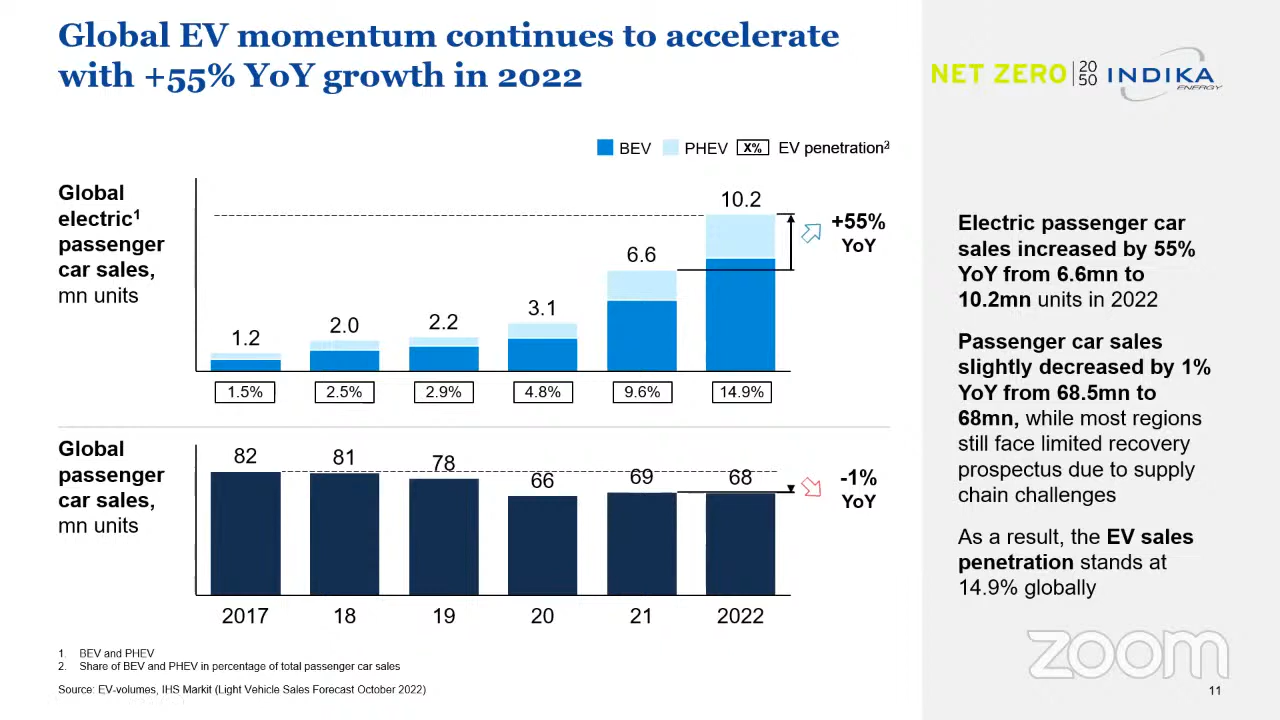 Global EV momentum continues to accelerate
with +55% YoY growth in 2022
NET ZERO 20 50 INDIKA
ENERGY
BEV PHEV X% EV penetration²
Global
electric¹
passenger
car sales,
mn units
1.2 2.0 2.2 3.1 6.6 10.2
+55%
YoY
1.5% 2.5% 2.9% 4.8% 9.6% 14.9%
Global
passenger
car sales,
mn units
82 81 78 66 69 68
-1%
YoY
2017 18 19 20 21 2022
1. BEV and PHEV
2. Share of BEV and PHEV in percentage of total passenger car sales
Source: EV-volumes, IHS Markit (Light Vehicle Sales Forecast October 2022)
Electric passenger car
sales increased by 55%
YoY from 6.6mn to
10.2mn units in 2022
Passenger car sales
slightly decreased by 1%
YoY from 68.5mn to
68mn, while most regions
still face limited recovery
prospectus due to supply
chain challenges
As a result, the EV sales
penetration stands at
14.9% globally
zoom
11